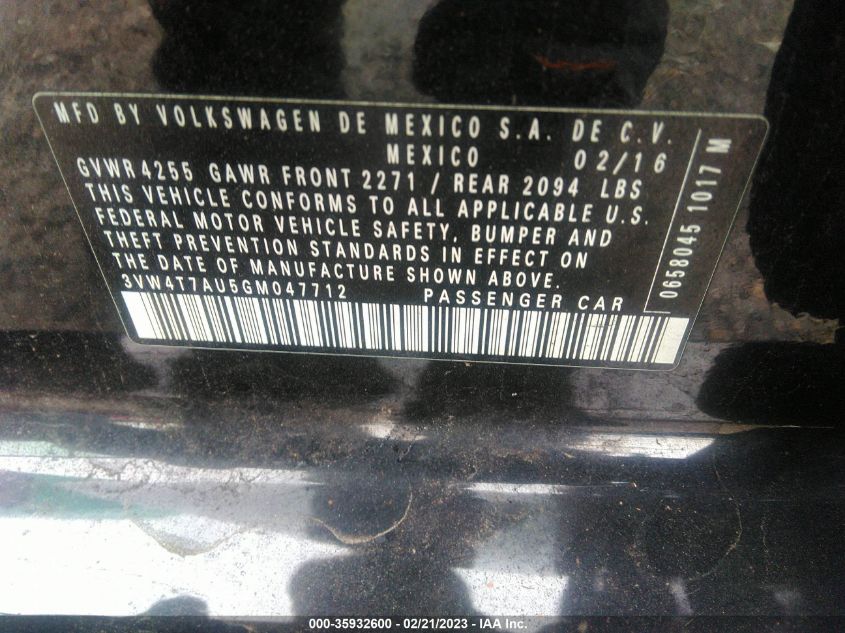 MFD BY VOLKSWAGEN DE MEXICO S.A. DE C.V.
MEXICO 02/16
GVWR 4255 GAWR FRONT 2271 / REAR 2094 LBS
THIS VEHICLE CONFORMS TO ALL APPLICABLE U.S.
FEDERAL MOTOR VEHICLE SAFETY, BUMPER AND
THEFT PREVENTION STANDARDS IN EFFECT ON
THE DATE OF MANUFACTURE SHOWN ABOVE.
3VW4T7AU5GM047712 PASSENGER CAR
0658045 1017 M
000-35932600 - 02/21/2023 - IAA Inc.